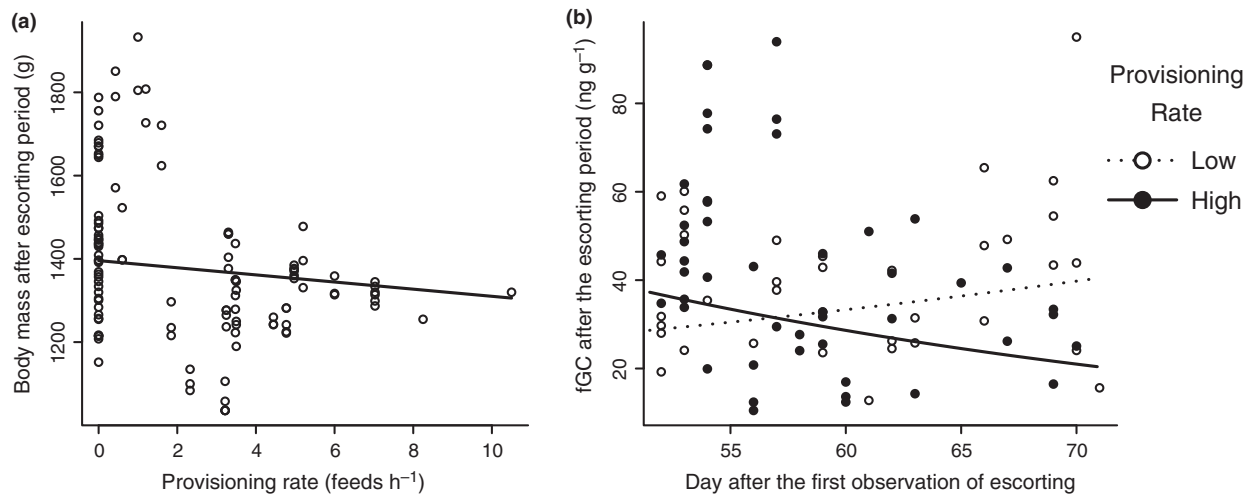 (a)
Body mass after escorting period (g)
1800
1600
1400
1200
0 2 4 6 8 10
Provisioning rate (feeds h⁻¹)
(b)
fGC after the escorting period (ng g⁻¹)
80
60
40
20
55 60 65 70
Day after the first observation of escorting
Provisioning
Rate
Low
High